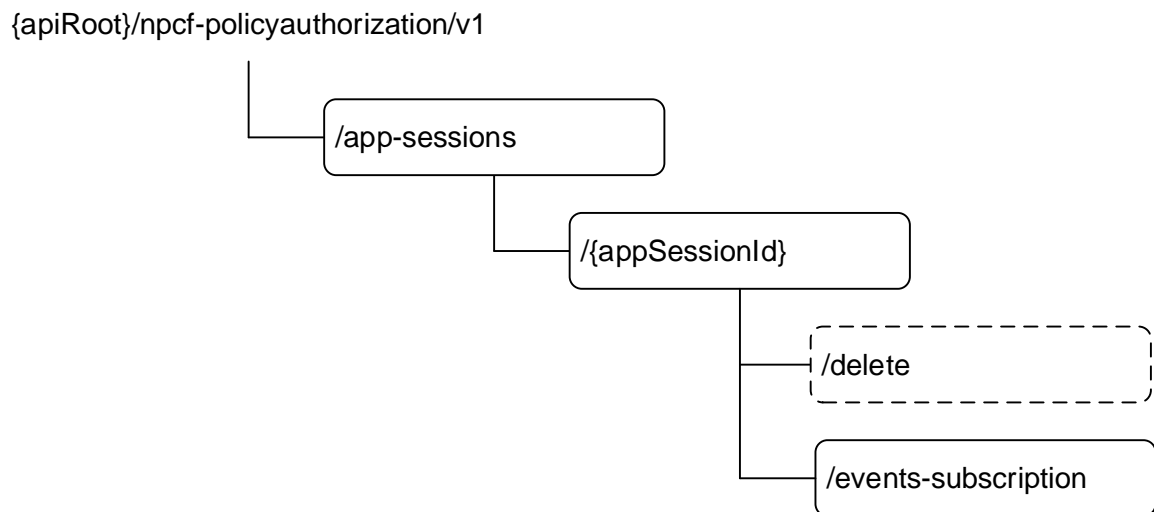 {apiRoot}/npcf-policyauthorization/v1
/app-sessions
/{appSessionId}
/delete
/events-subscription